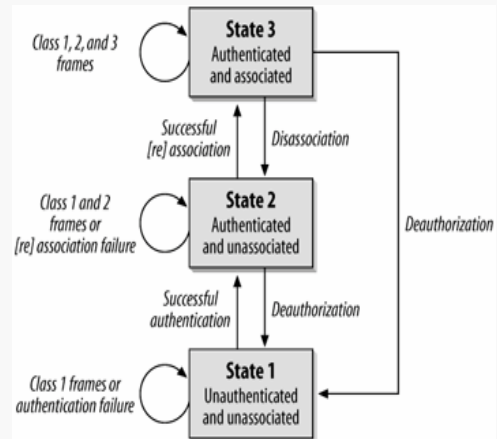 Class 1, 2, and 3
frames
State 3
Authenticated
and associated
Successful
[re] association
Disassociation
Class 1 and 2
frames or
[re] association failure
State 2
Authenticated
and unassociated
Deauthorization
Successful
authentication
Deauthorization
Class 1 frames or
authentication failure
State 1
Unauthenticated
and unassociated